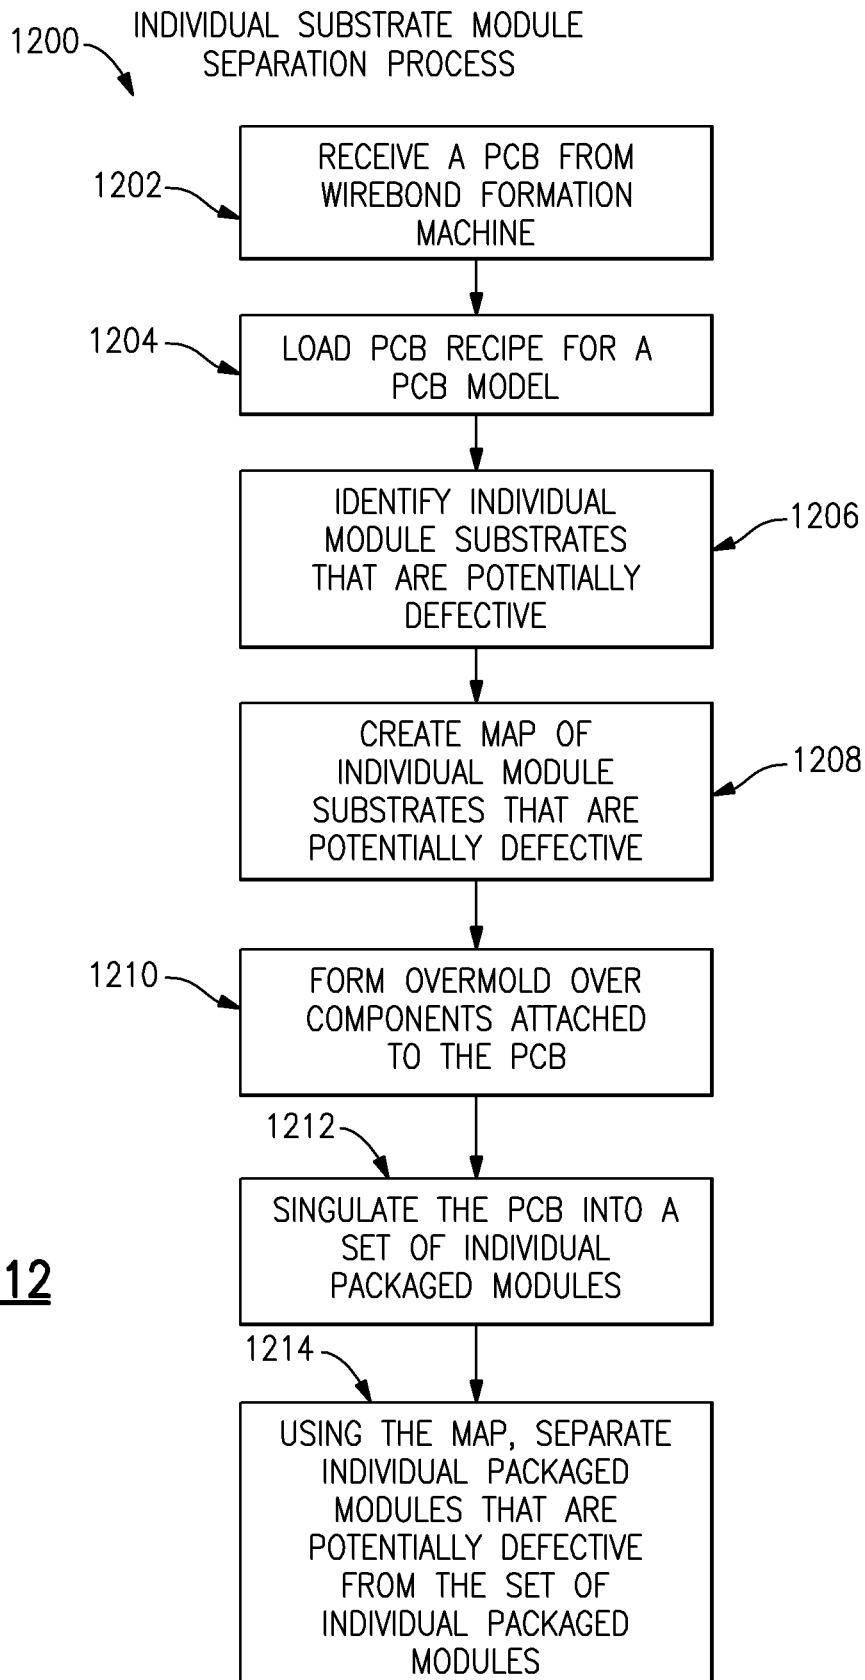 INDIVIDUAL SUBSTRATE MODULE
SEPARATION PROCESS
1200
RECEIVE A PCB FROM
WIREBOND FORMATION
MACHINE
1202
LOAD PCB RECIPE FOR A
PCB MODEL
1204
IDENTIFY INDIVIDUAL
MODULE SUBSTRATES
THAT ARE POTENTIALLY
DEFECTIVE
1206
CREATE MAP OF
INDIVIDUAL MODULE
SUBSTRATES THAT ARE
POTENTIALLY DEFECTIVE
1208
FORM OVERMOLD OVER
COMPONENTS ATTACHED
TO THE PCB
1210
1212
SINGULATE THE PCB INTO A
SET OF INDIVIDUAL
PACKAGED MODULES
12
1214
USING THE MAP, SEPARATE
INDIVIDUAL PACKAGED
MODULES THAT ARE
POTENTIALLY DEFECTIVE
FROM THE SET OF
INDIVIDUAL PACKAGED
MODULES